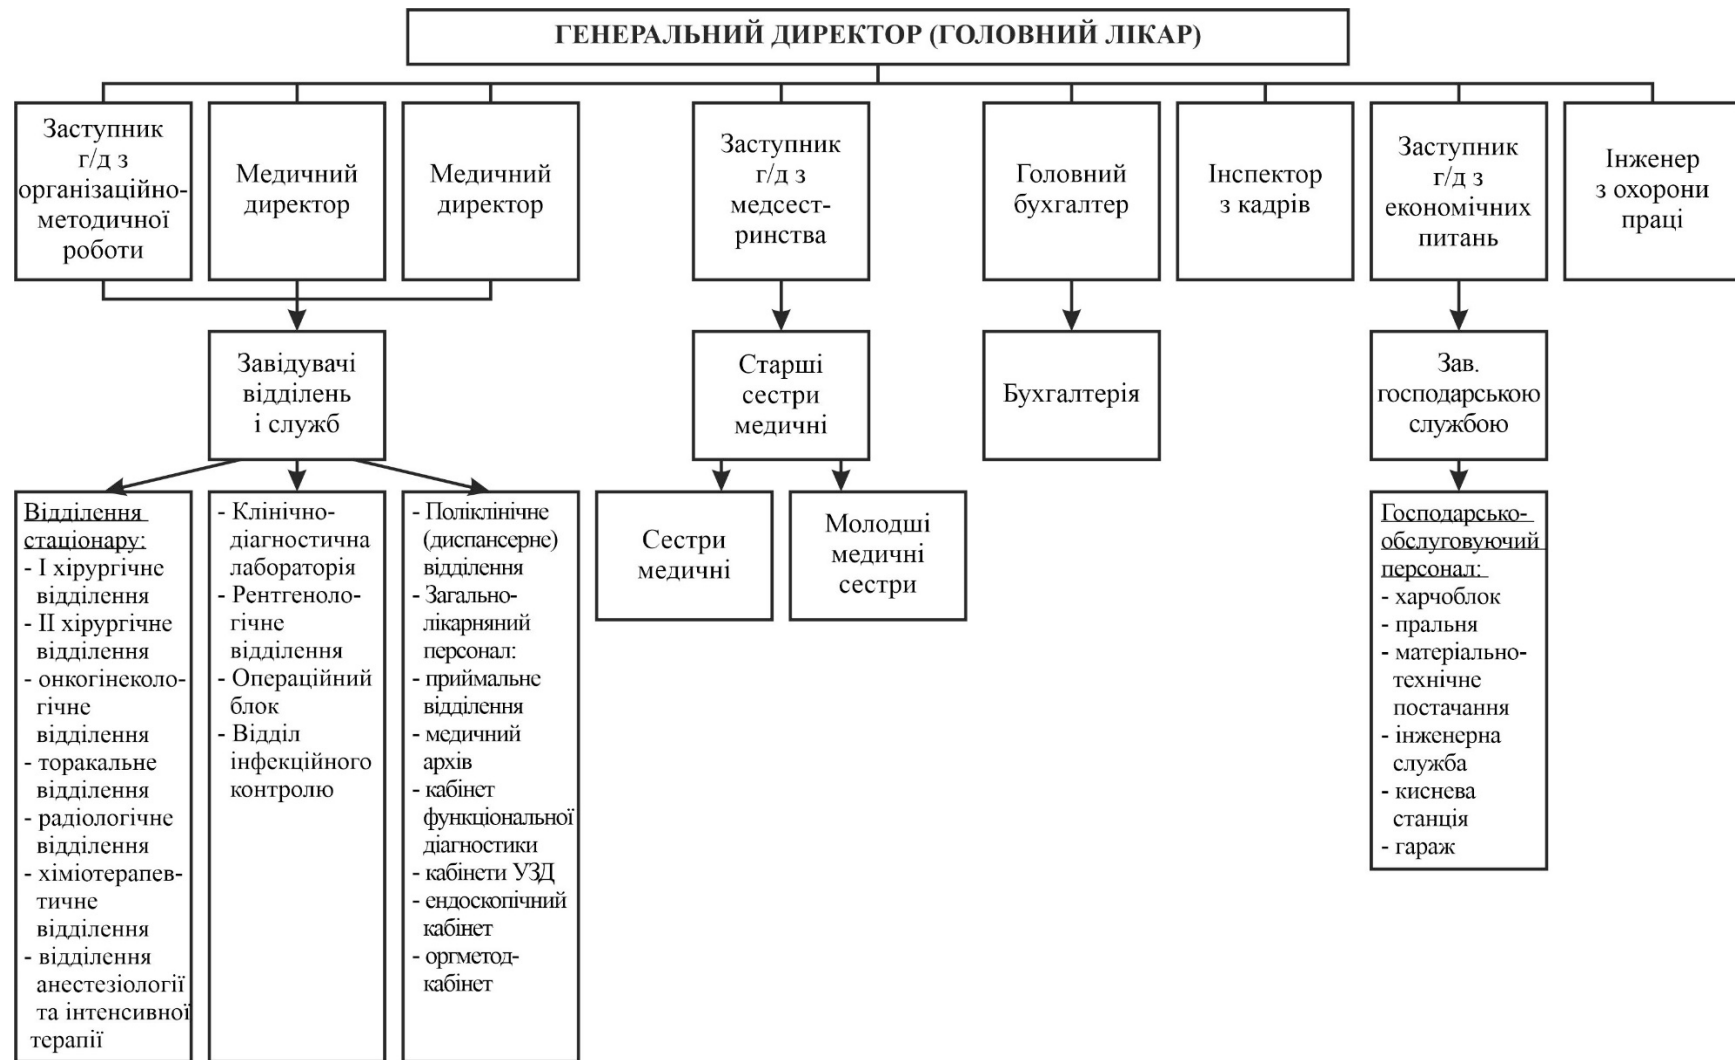 ГЕНЕРАЛЬНИЙ ДИРЕКТОР (ГОЛОВНИЙ ЛІКАР)
Заступник
г/д з
організаційно-
методичної
роботи
Медичний
директор
Медичний
директор
Заступник
г/д з
медсест-
ринства
Головний
бухгалтер
Інспектор
з кадрів
Заступник
г/д з
економічних
питань
Інженер
з охорони
праці
Завідувачі
відділень
і служб
Старші
сестри
медичні
Бухгалтерія
Зав.
господарською
службою
Відділення
стаціонару:
- І хірургічне
відділення
- ІІ хірургічне
відділення
- онкогінеколо-
гічне
відділення
- торакальне
відділення
- радіологічне
відділення
- хіміотерапев-
тичне
відділення
- відділення
анестезіології
та інтенсивної
терапії
- Клінічно-
діагностична
лабораторія
- Рентгеноло-
гічне
відділення
- Операційний
блок
- Відділ
інфекційного
контролю
- Поліклінічне
(диспансерне)
відділення
- Загально-
лікарняний
персонал:
- приймальне
відділення
- медичний
архів
- кабінет
функціональної
діагностики
- кабінети УЗД
- ендоскопічний
кабінет
- оргметод-
кабінет
Сестри
медичні
Молодші
медичні
сестри
Господарсько-
обслуговуючий
персонал:
- харчоблок
- пральня
- матеріально-
технічне
постачання
- інженерна
служба
- киснева
станція
- гараж